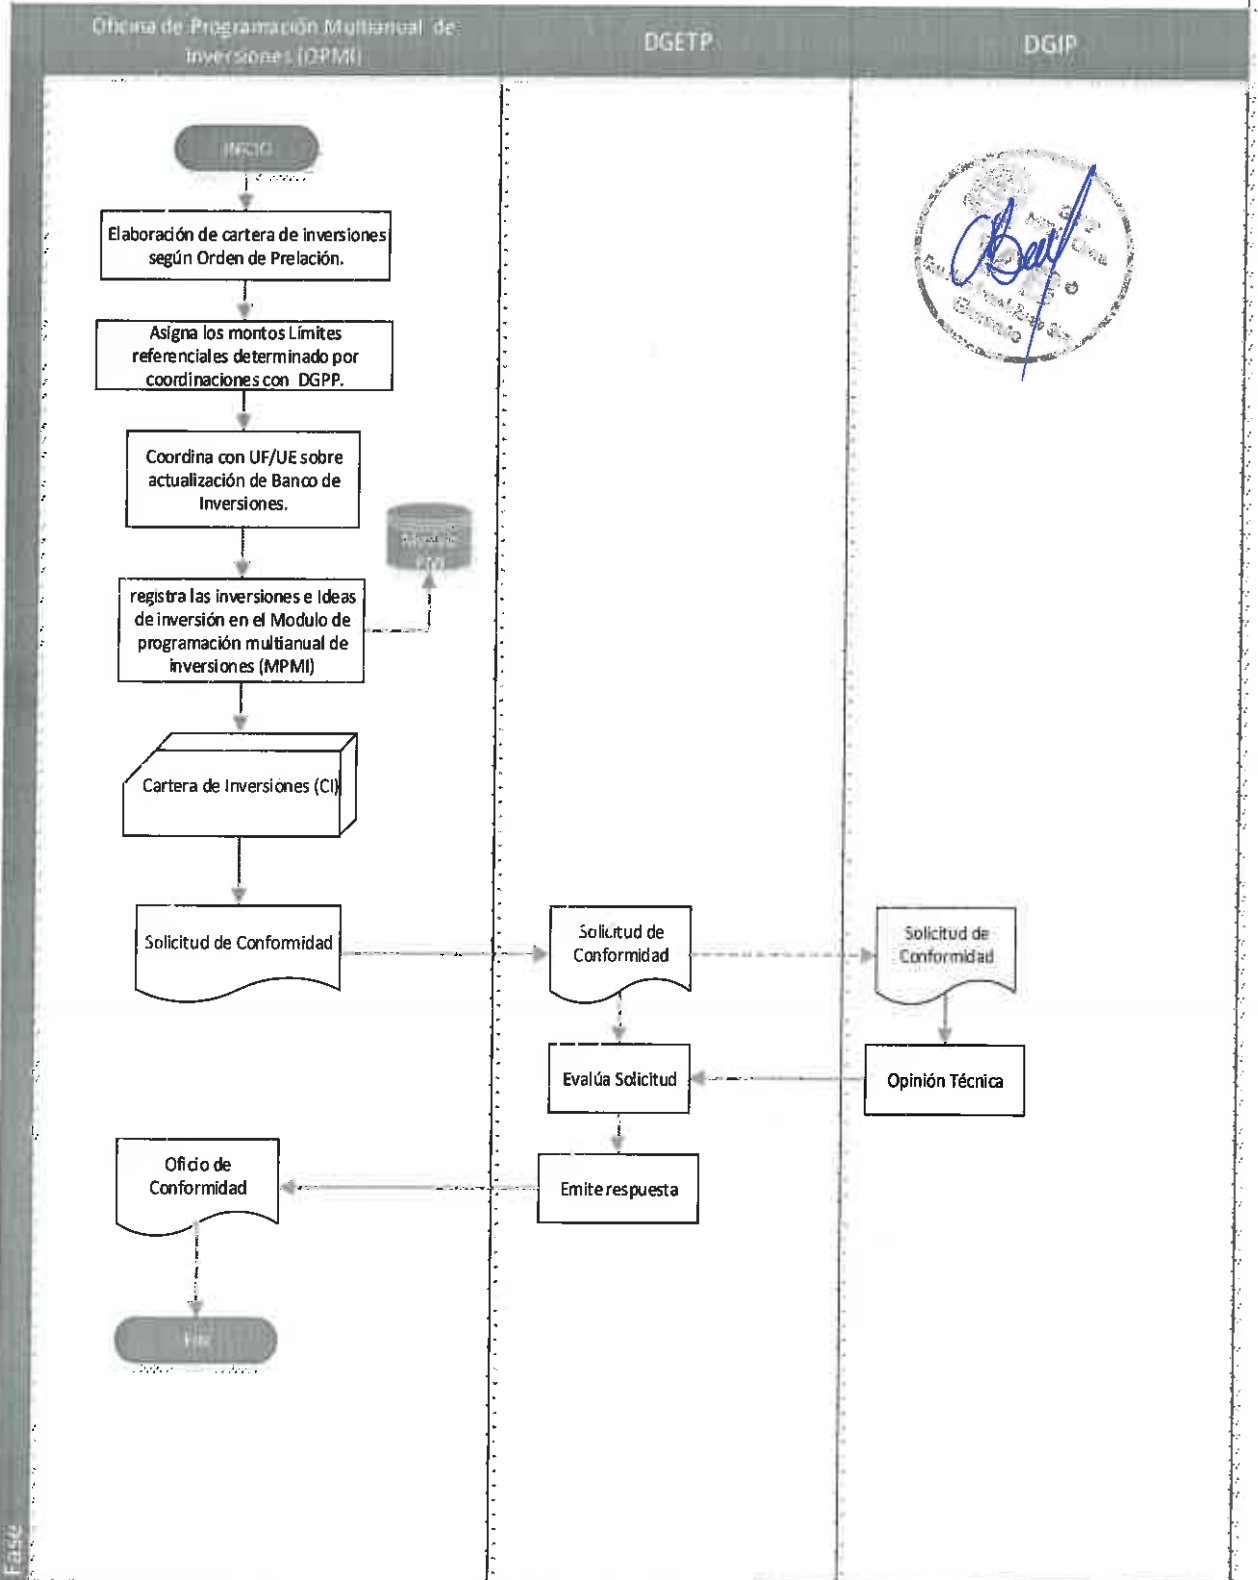 Oficina de Programación Multianual de
Inversiones (OPMI)
DGETP
DGIP
INICIO
Elaboración de cartera de inversiones
según Orden de Prelación.
Asigna los montos Límites
referenciales determinado por
coordinaciones con DGPP.
Coordina con UF/UE sobre
actualización de Banco de
Inversiones.
PMI
registra las inversiones e Ideas
de inversión en el Modulo de
programación multianual de
inversiones (MPMI)
Cartera de Inversiones (CI)
Solicitud de Conformidad
Solicitud de
Conformidad
Solicitud de
Conformidad
Evalúa Solicitud
Opinión Técnica
Oficio de
Conformidad
Emite respuesta
FIN
Fase